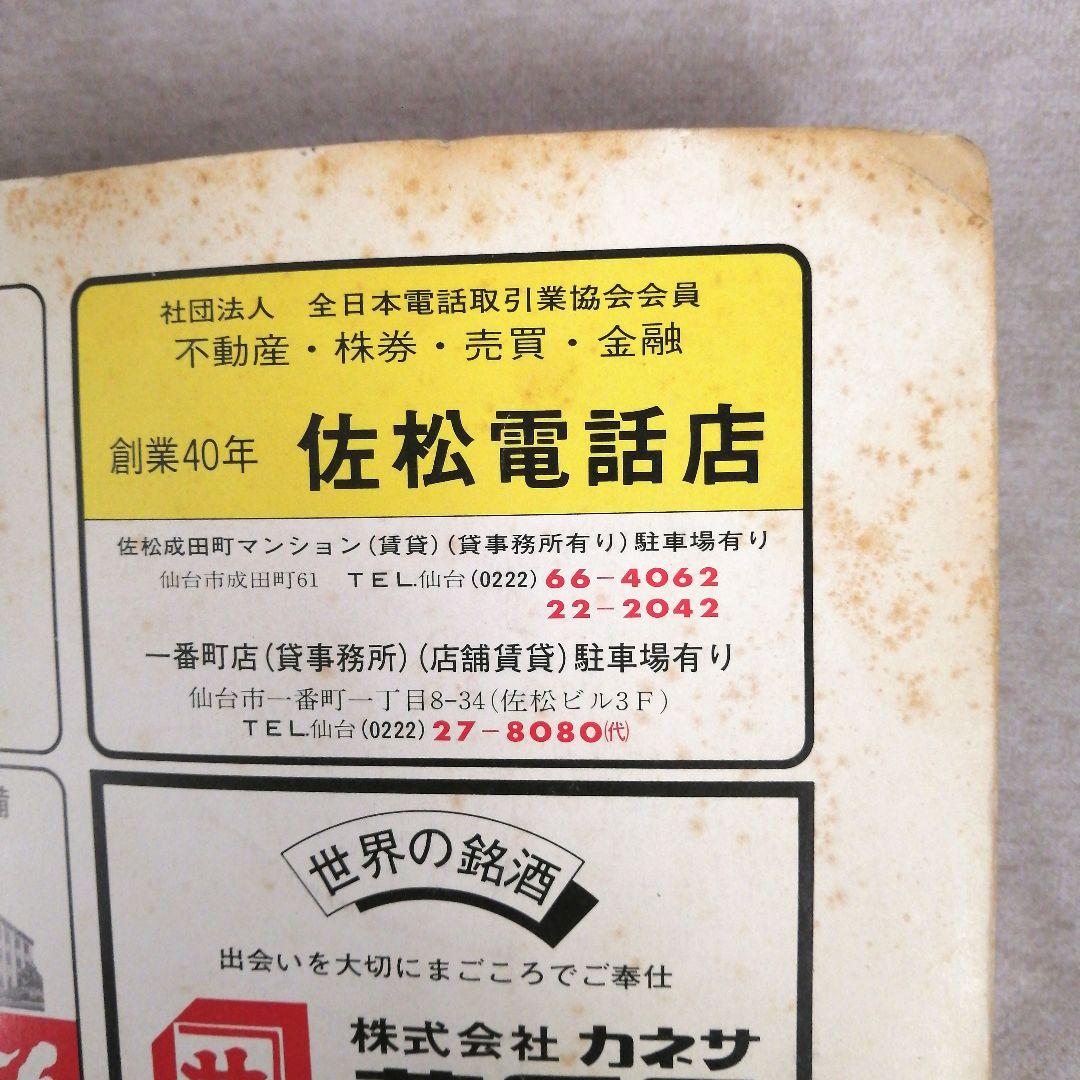 社団法人 全日本電話取引業協会会員
不動産・株券・売買・金融
創業40年 佐松電話店
佐松成田町マンション(賃貸)(貸事務所有り)駐車場有り
仙台市成田町61 TEL.仙台(0222)66-4062
22-2042
一番町店(貸事務所)(店舗賃貸)駐車場有り
仙台市一番町一丁目8-34(佐松ビル3F)
TEL.仙台(0222)27-8080(代)
世界の銘酒
出会いを大切にまごころでご奉仕
株式会社 カネサ